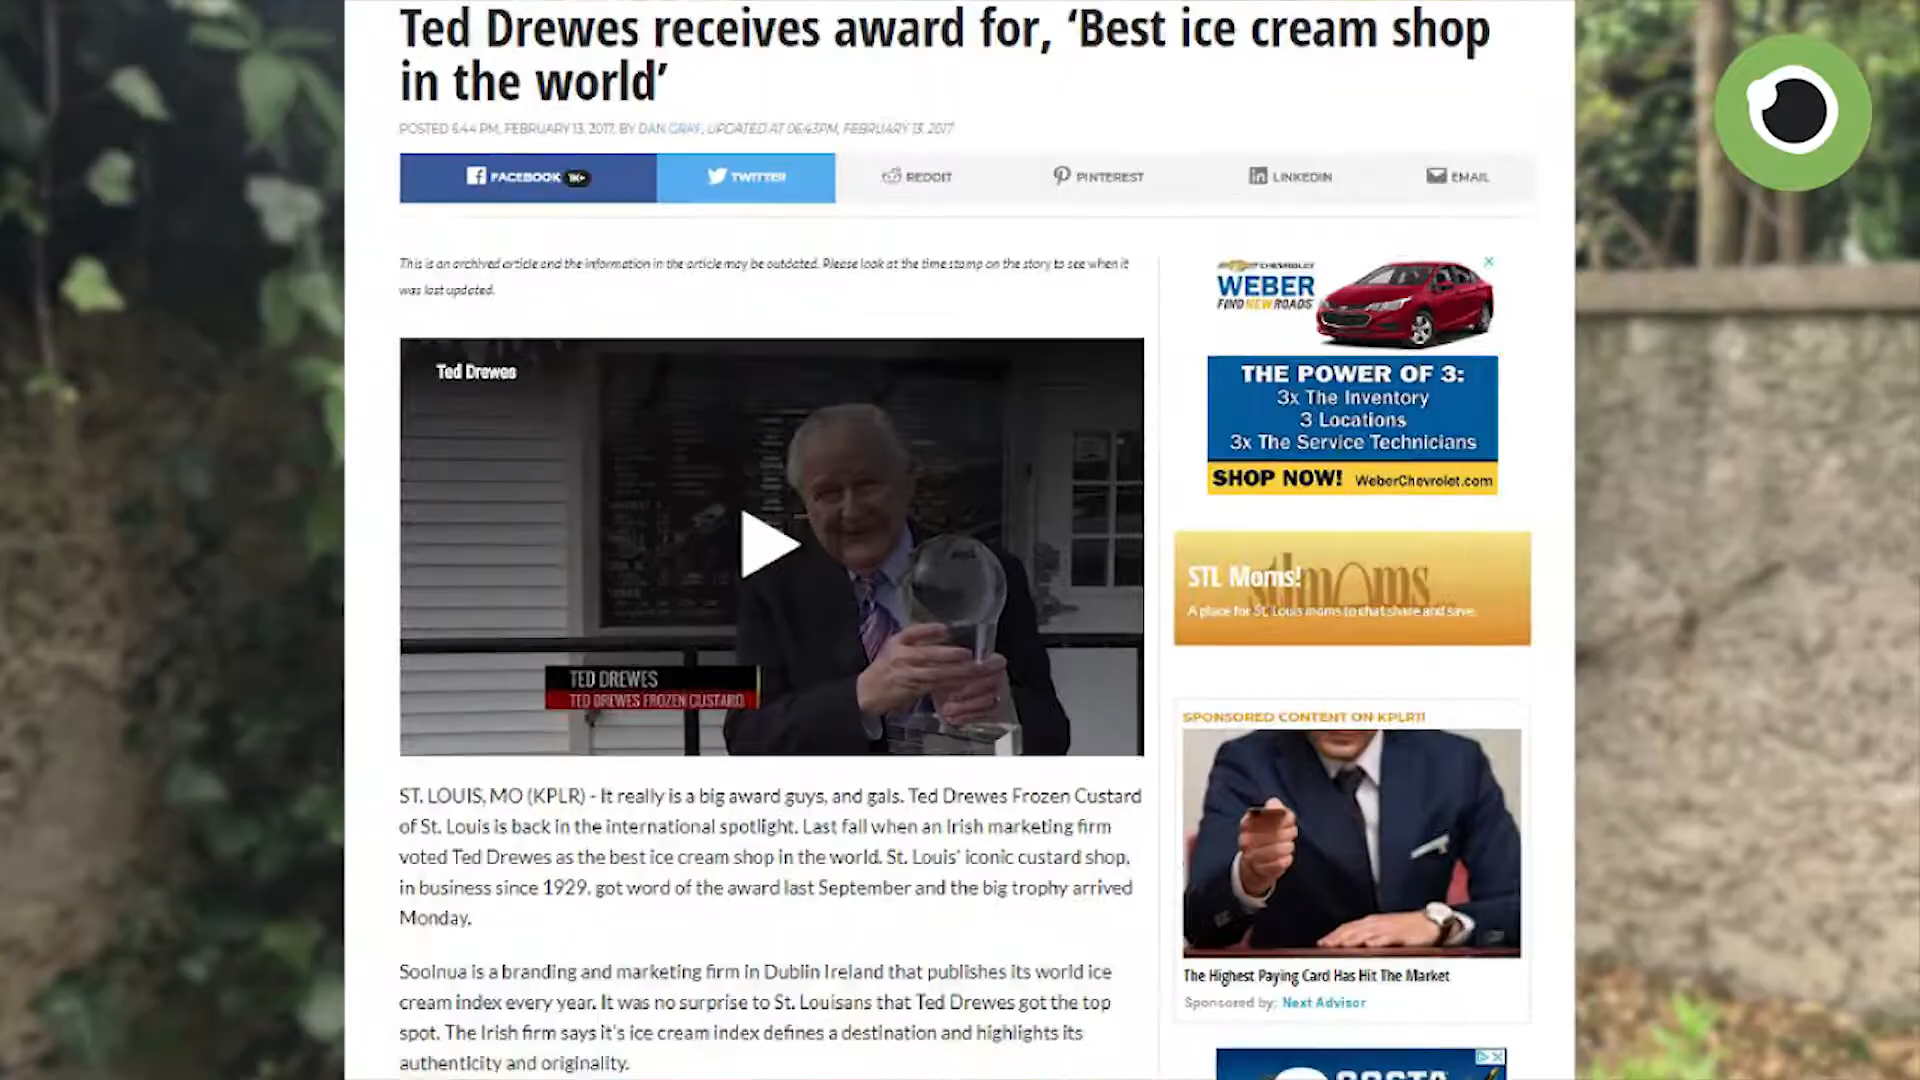 Ted Drewes receives award for, ‘Best ice cream shop
in the world’
POSTED 6:44 PM, FEBRUARY 13, 2017, BY DAN GRAY, UPDATED AT 06:43PM, FEBRUARY 13, 2017
FACEBOOK 1K+ TWITTER REDDIT PINTEREST LINKEDIN EMAIL
This is an archived article and the information in the article may be outdated. Please look at the time stamp on the story to see when it
was last updated.
Ted Drewes
TED DREWES
TED DREWES FROZEN CUSTARD
ST. LOUIS, MO (KPLR) - It really is a big award guys, and gals. Ted Drewes Frozen Custard
of St. Louis is back in the international spotlight. Last fall when an Irish marketing firm
voted Ted Drewes as the best ice cream shop in the world. St. Louis' iconic custard shop,
in business since 1929, got word of the award last September and the big trophy arrived
Monday.
Soolnua is a branding and marketing firm in Dublin Ireland that publishes its world ice
cream index every year. It was no surprise to St. Louisans that Ted Drewes got the top
spot. The Irish firm says it's ice cream index defines a destination and highlights its
authenticity and originality.
CHEVROLET
WEBER
FIND NEW ROADS
THE POWER OF 3:
3x The Inventory
3 Locations
3x The Service Technicians
SHOP NOW! WeberChevrolet.com
stlmoms
STL Moms!
A place for St. Louis moms to chat share and save.
SPONSORED CONTENT ON KPLR11
The Highest Paying Card Has Hit The Market
Sponsored by: Next Advisor
COSTA